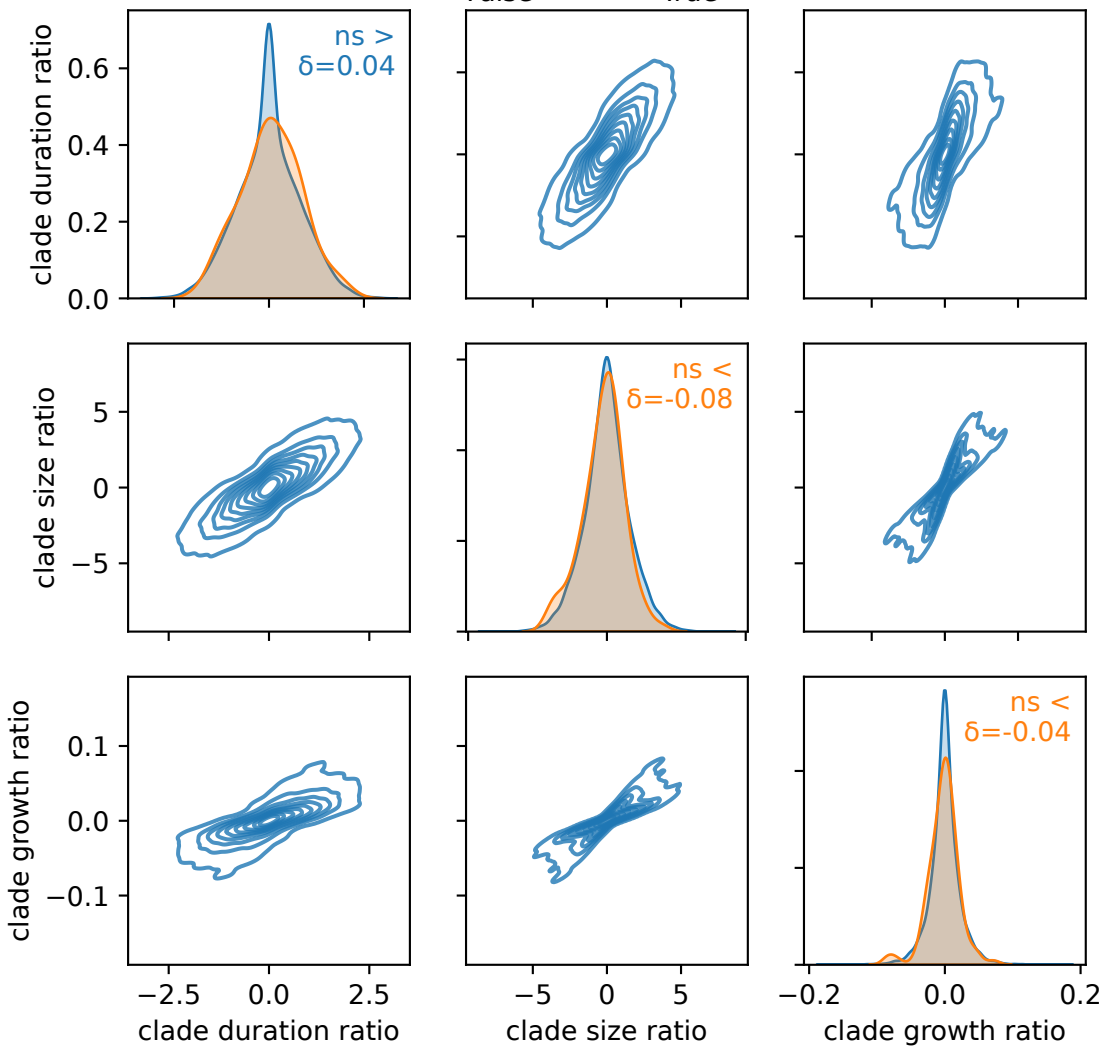 clade duration ratio
0.6
0.4
0.2
0.0
ns >
δ=0.04
clade size ratio
5
0
−5
ns <
δ=-0.08
clade growth ratio
0.1
0.0
−0.1
ns <
δ=-0.04
−2.5 0.0 2.5
clade duration ratio
−5 0 5
clade size ratio
−0.2 0.0 0.2
clade growth ratio